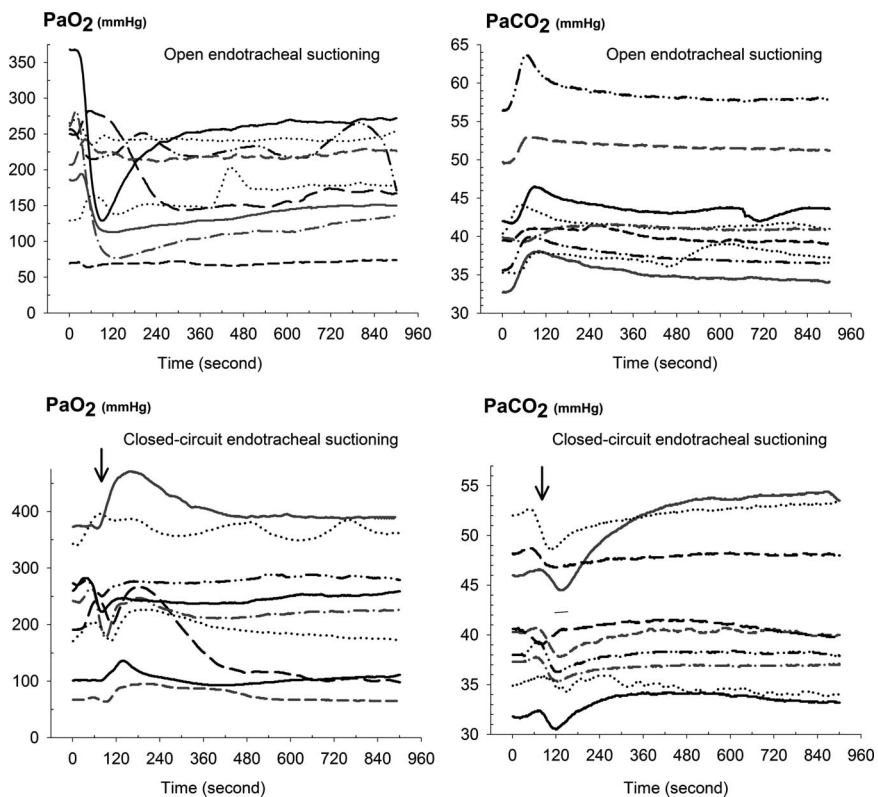 PaO2 (mmHg)
Open endotracheal suctioning
350
300
250
200
150
100
50
0
0 120 240 360 480 600 720 840 960
Time (second)
PaCO2 (mmHg)
Open endotracheal suctioning
65
60
55
50
45
40
35
30
0 120 240 360 480 600 720 840 960
Time (second)
PaO2 (mmHg)
Closed-circuit endotracheal suctioning
400
300
200
100
0
0 120 240 360 480 600 720 840 960
Time (second)
PaCO2 (mmHg)
Closed-circuit endotracheal suctioning
55
50
45
40
35
30
0 120 240 360 480 600 720 840 960
Time (second)